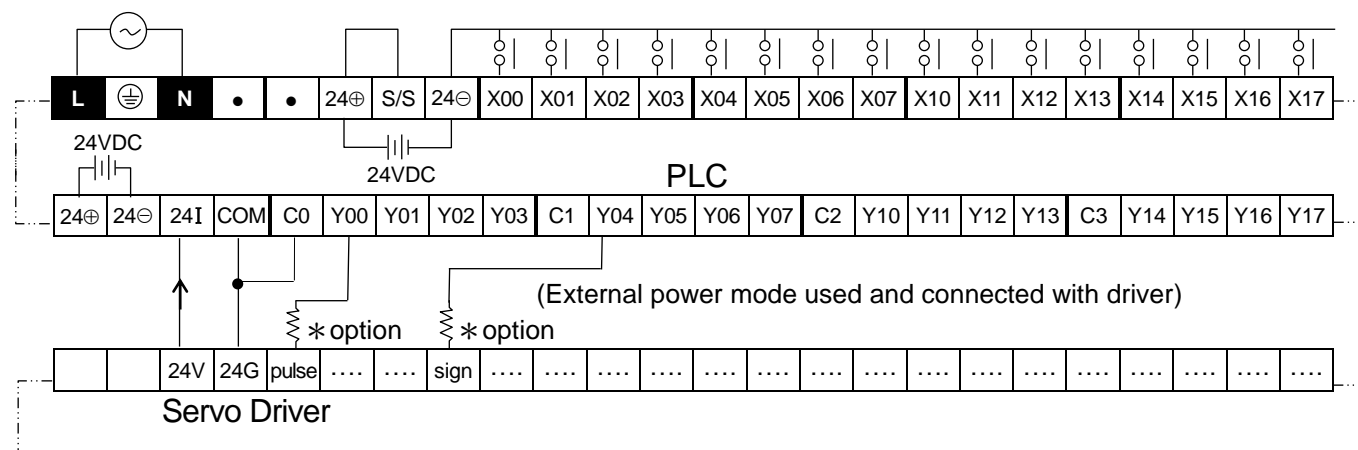 L N • • 24⊕ S/S 24⊖ X00 X01 X02 X03 X04 X05 X06 X07 X10 X11 X12 X13 X14 X15 X16 X17
24VDC
24VDC
PLC
24⊕ 24⊖ 24I COM C0 Y00 Y01 Y02 Y03 C1 Y04 Y05 Y06 Y07 C2 Y10 Y11 Y12 Y13 C3 Y14 Y15 Y16 Y17
(External power mode used and connected with driver)
*option *option
24V 24G pulse .... .... sign .... .... .... .... .... .... .... .... .... .... .... .... .... .... .... ....
Servo Driver